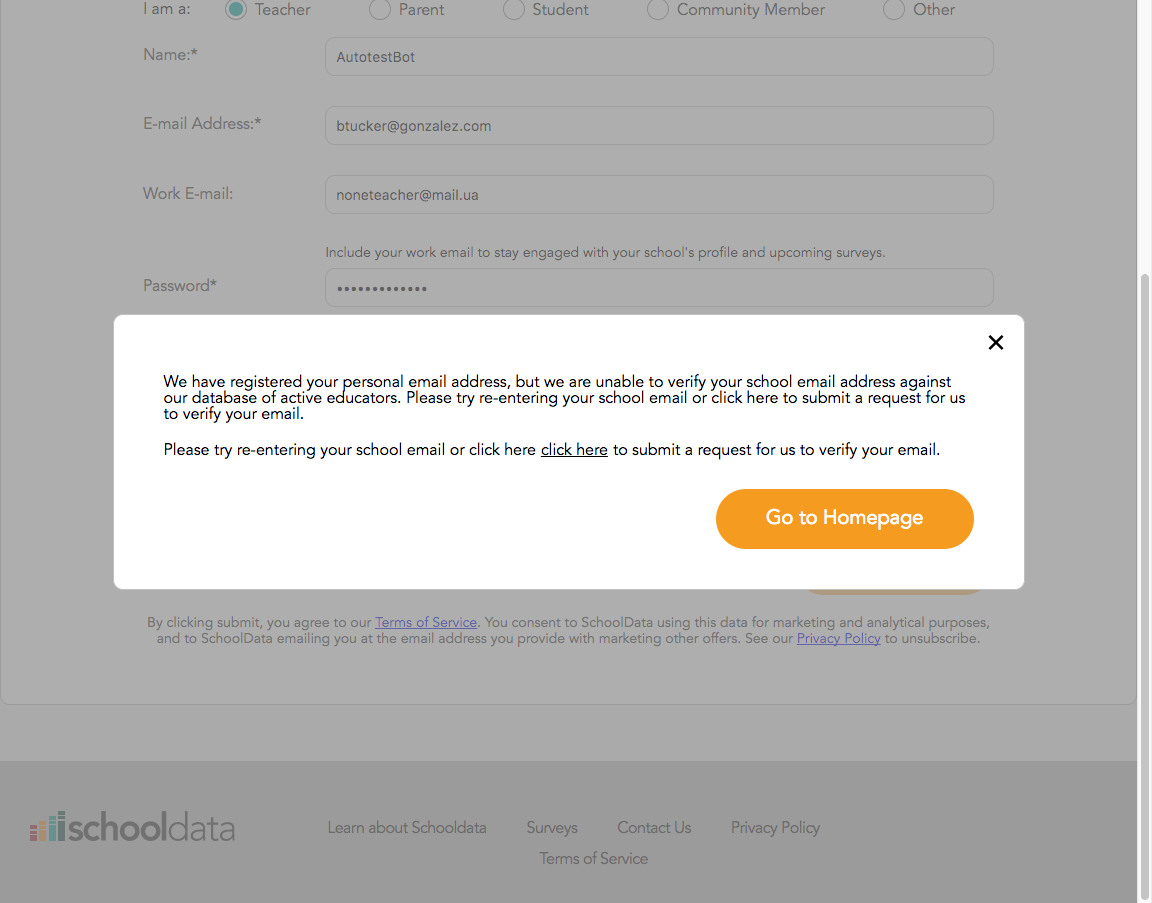 I am a: Teacher Parent Student Community Member Other
Name:* AutotestBot
E-mail Address:* btucker@gonzalez.com
Work E-mail: noneteacher@mail.ua
Include your work email to stay engaged with your school's profile and upcoming surveys.
Password* •••••••••••••
We have registered your personal email address, but we are unable to verify your school email address against
our database of active educators. Please try re-entering your school email or click here to submit a request for us
to verify your email.
Please try re-entering your school email or click here click here to submit a request for us to verify your email.
Go to Homepage
By clicking submit, you agree to our Terms of Service. You consent to SchoolData using this data for marketing and analytical purposes,
and to SchoolData emailing you at the email address you provide with marketing other offers. See our Privacy Policy to unsubscribe.
schooldata Learn about Schooldata Surveys Contact Us Privacy Policy
Terms of Service